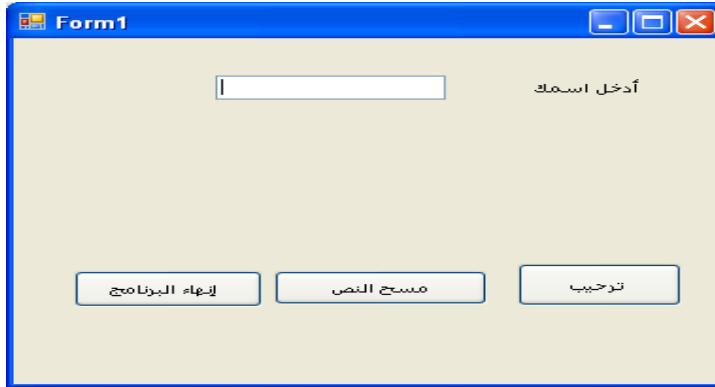 Form1
أدخل اسمك
ترحيب
مسح النص
إنهاء البرنامج